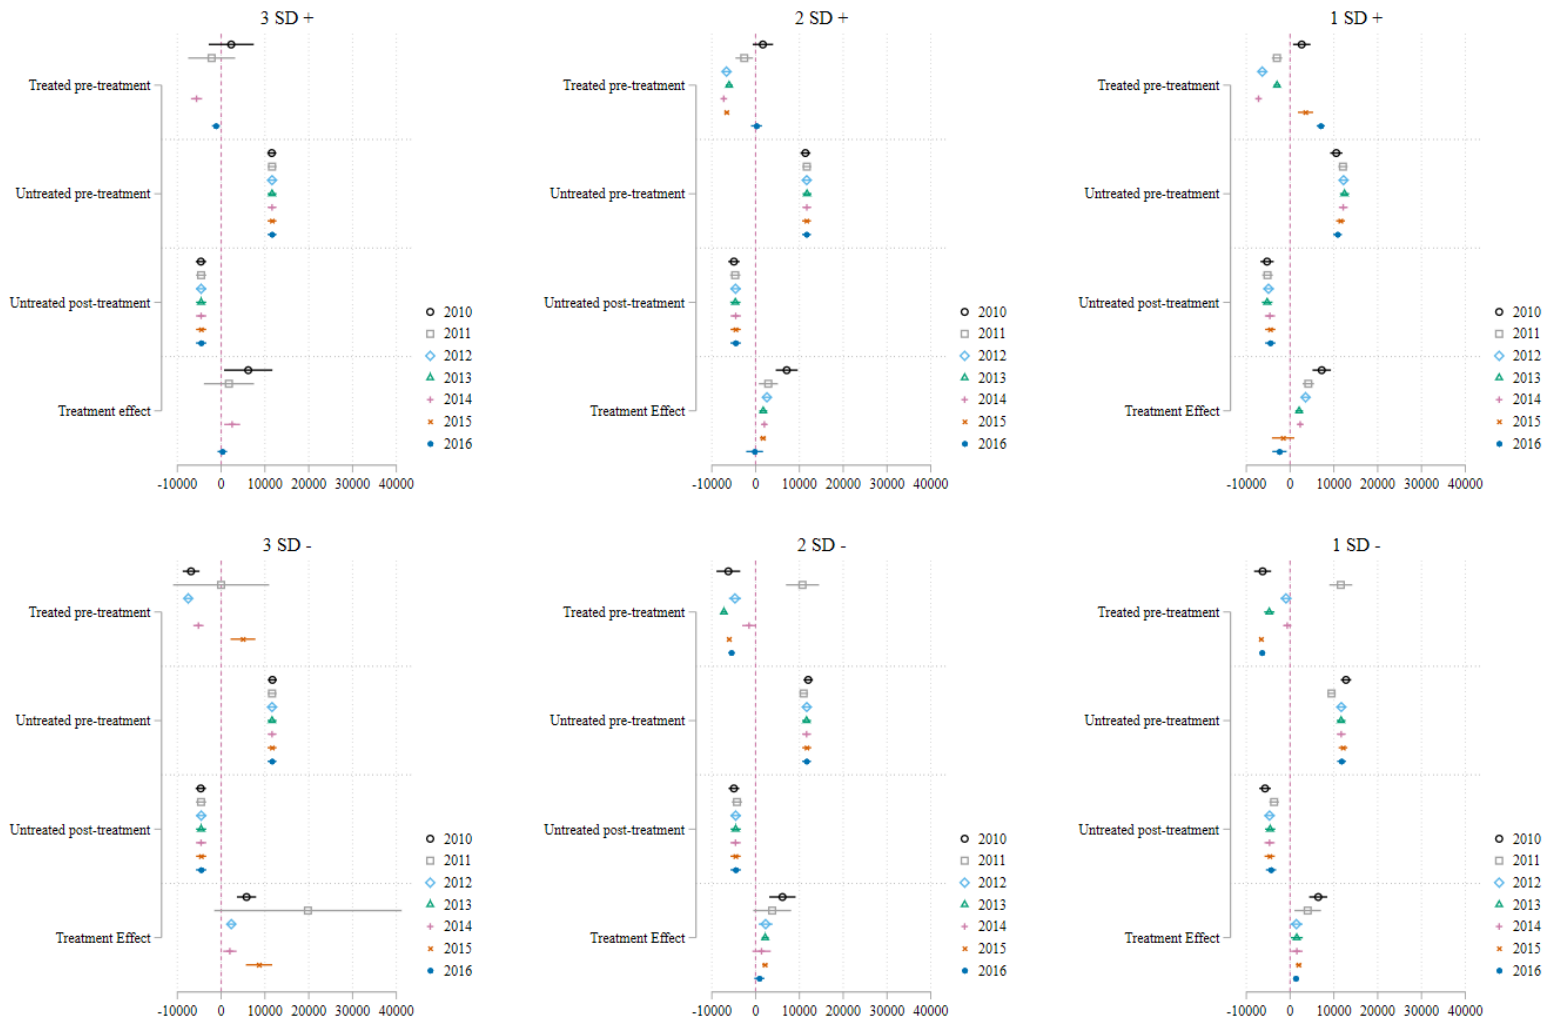 3 SD +
Treated pre-treatment
Untreated pre-treatment
Untreated post-treatment
Treatment effect
2010
2011
2012
2013
2014
2015
2016
-10000 0 10000 20000 30000 40000
2 SD +
Treated pre-treatment
Untreated pre-treatment
Untreated post-treatment
Treatment Effect
2010
2011
2012
2013
2014
2015
2016
-10000 0 10000 20000 30000 40000
1 SD +
Treated pre-treatment
Untreated pre-treatment
Untreated post-treatment
Treatment Effect
2010
2011
2012
2013
2014
2015
2016
-10000 0 10000 20000 30000 40000
3 SD -
Treated pre-treatment
Untreated pre-treatment
Untreated post-treatment
Treatment Effect
2010
2011
2012
2013
2014
2015
2016
-10000 0 10000 20000 30000 40000
2 SD -
Treated pre-treatment
Untreated pre-treatment
Untreated post-treatment
Treatment Effect
2010
2011
2012
2013
2014
2015
2016
-10000 0 10000 20000 30000 40000
1 SD -
Treated pre-treatment
Untreated pre-treatment
Untreated post-treatment
Treatment Effect
2010
2011
2012
2013
2014
2015
2016
-10000 0 10000 20000 30000 40000